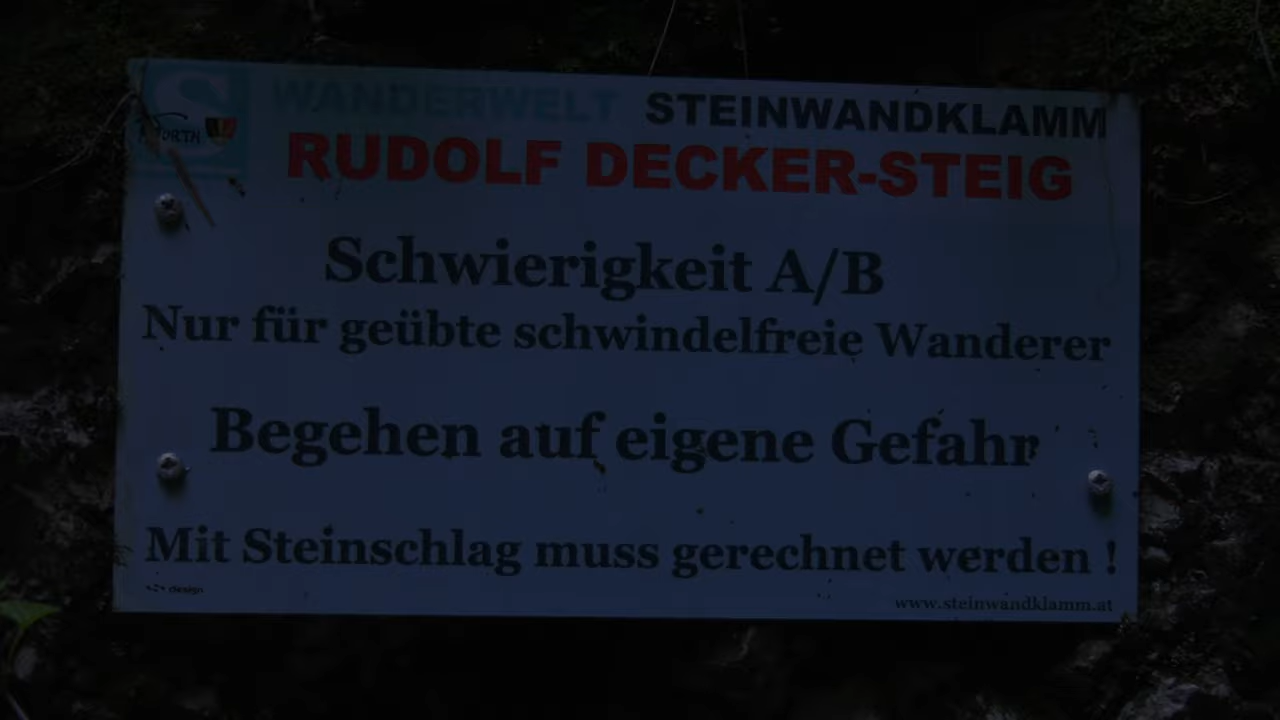 WANDERWELT STEINWANDKLAMM
RUDOLF DECKER-STEIG
Schwierigkeit A/B
Nur für geübte schwindelfreie Wanderer
Begehen auf eigene Gefahr
Mit Steinschlag muss gerechnet werden !
design
www.steinwandklamm.at